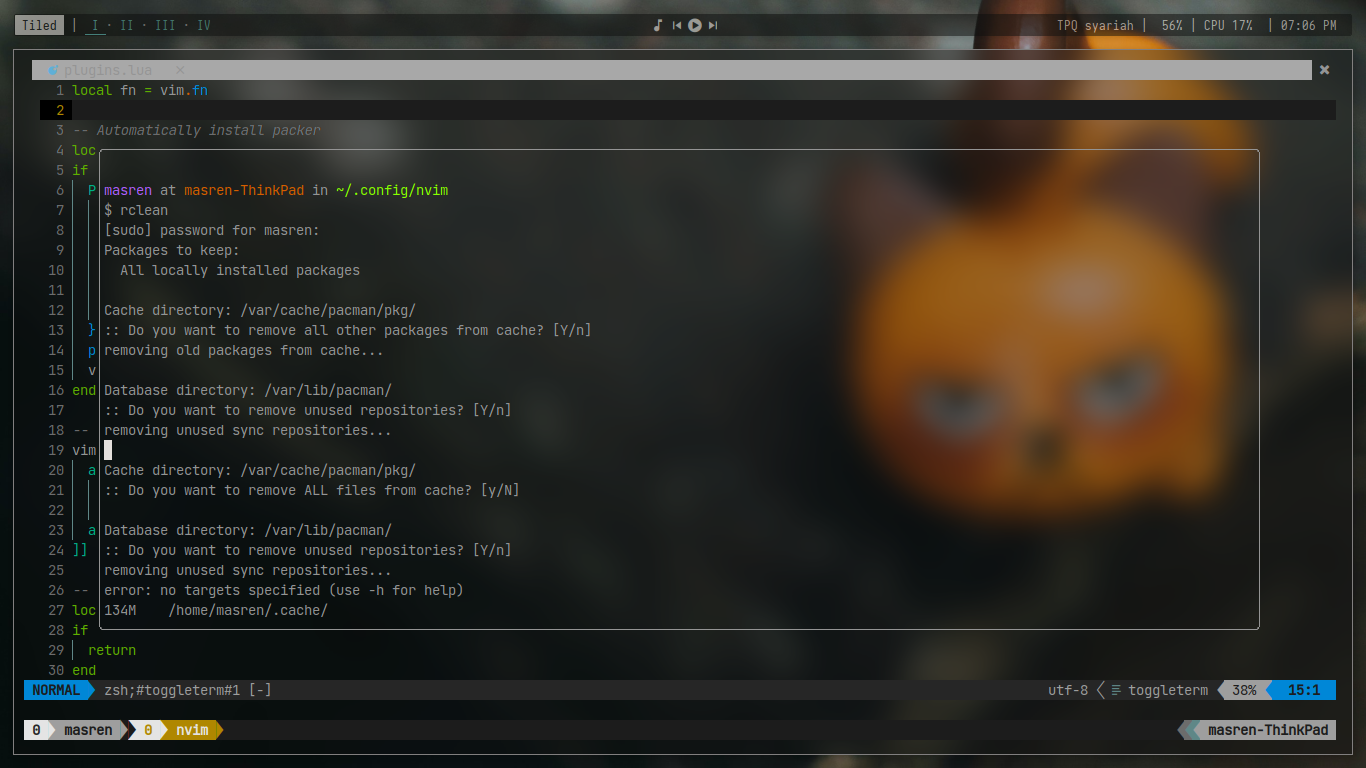 Tiled | I · II · III · IV
TPQ syariah | 56% | CPU 17% | 07:06 PM
plugins.lua ×
1 local fn = vim.fn
2
3 -- Automatically install packer
4 loc
5 if
6 P masren at masren-ThinkPad in ~/.config/nvim
7 $ rclean
8 [sudo] password for masren:
9 Packages to keep:
10 All locally installed packages
11
12 Cache directory: /var/cache/pacman/pkg/
13 } :: Do you want to remove all other packages from cache? [Y/n]
14 p removing old packages from cache...
15 v
16 end Database directory: /var/lib/pacman/
17 :: Do you want to remove unused repositories? [Y/n]
18 -- removing unused sync repositories...
19 vim
20 a Cache directory: /var/cache/pacman/pkg/
21 :: Do you want to remove ALL files from cache? [y/N]
22
23 a Database directory: /var/lib/pacman/
24 ]] :: Do you want to remove unused repositories? [Y/n]
25 removing unused sync repositories...
26 -- error: no targets specified (use -h for help)
27 loc 134M /home/masren/.cache/
28 if
29 return
30 end
NORMAL zsh;#toggleterm#1 [-]
utf-8 toggleterm 38% 15:1
0 masren 0 nvim
masren-ThinkPad